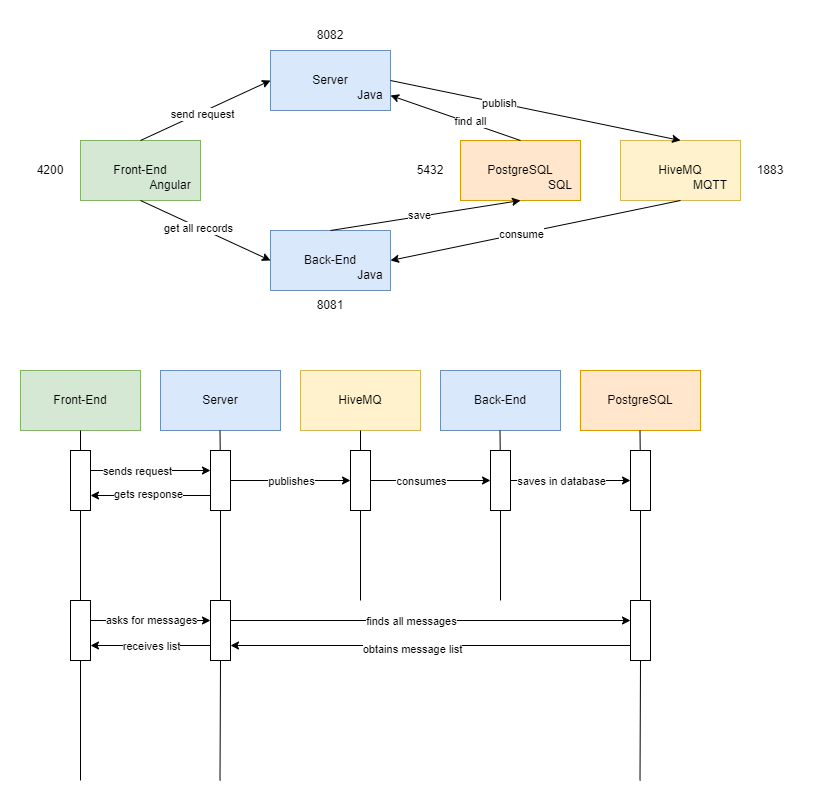 8082
Server
Java
send request
publish
find all
4200
Front-End
Angular
5432
PostgreSQL
SQL
HiveMQ
MQTT
1883
get all records
save
consume
Back-End
Java
8081
Front-End
Server
HiveMQ
Back-End
PostgreSQL
sends request
publishes
consumes
saves in database
gets response
asks for messages
finds all messages
receives list
obtains message list